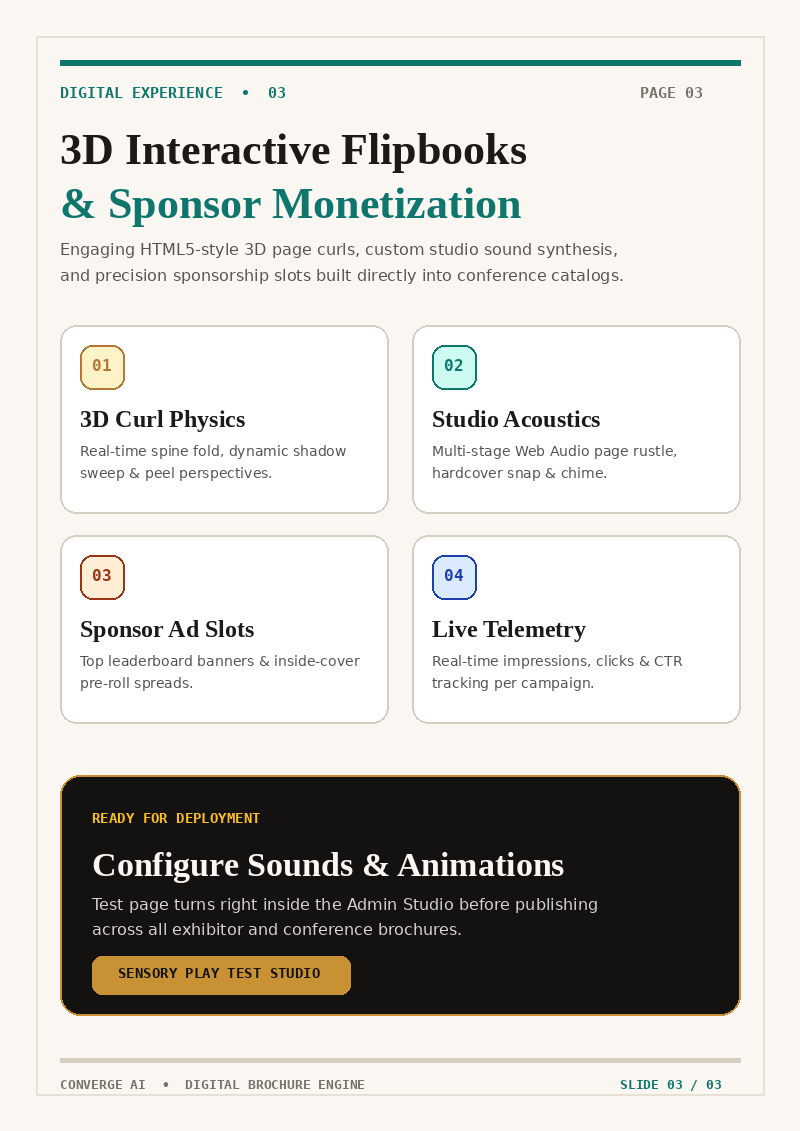 DIGITAL EXPERIENCE • 03
PAGE 03
3D Interactive Flipbooks
& Sponsor Monetization
Engaging HTML5-style 3D page curls, custom studio sound synthesis,
and precision sponsorship slots built directly into conference catalogs.
01
3D Curl Physics
Real-time spine fold, dynamic shadow
sweep & peel perspectives.
02
Studio Acoustics
Multi-stage Web Audio page rustle,
hardcover snap & chime.
03
Sponsor Ad Slots
Top leaderboard banners & inside-cover
pre-roll spreads.
04
Live Telemetry
Real-time impressions, clicks & CTR
tracking per campaign.
READY FOR DEPLOYMENT
Configure Sounds & Animations
Test page turns right inside the Admin Studio before publishing
across all exhibitor and conference brochures.
SENSORY PLAY TEST STUDIO
CONVERGE AI • DIGITAL BROCHURE ENGINE
SLIDE 03 / 03